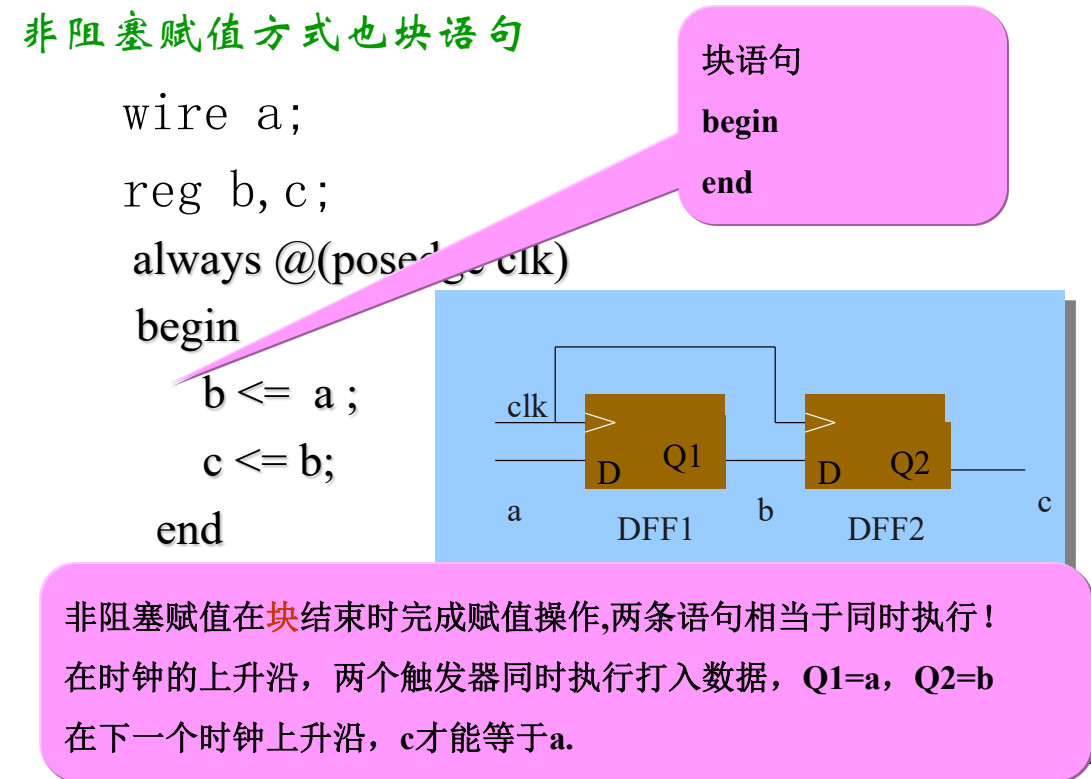 非阻塞赋值方式也块语句
wire a;
reg b,c;
always @(posedge clk)
begin
b <= a ;
c <= b;
end
块语句
begin
end
clk
D Q1
D Q2
a
DFF1
b
DFF2
c
非阻塞赋值在块结束时完成赋值操作,两条语句相当于同时执行！
在时钟的上升沿，两个触发器同时执行打入数据，Q1=a，Q2=b
在下一个时钟上升沿，c才能等于a.